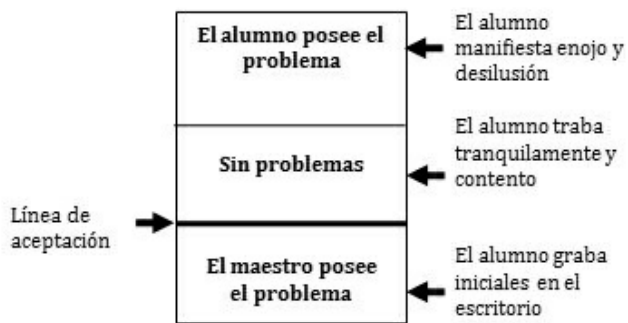 El alumno posee el
problema
El alumno
manifiesta enojo y
desilusión
Sin problemas
El alumno traba
tranquilamente y
contento
Línea de
aceptación
El maestro posee
el problema
El alumno graba
iniciales en el
escritorio